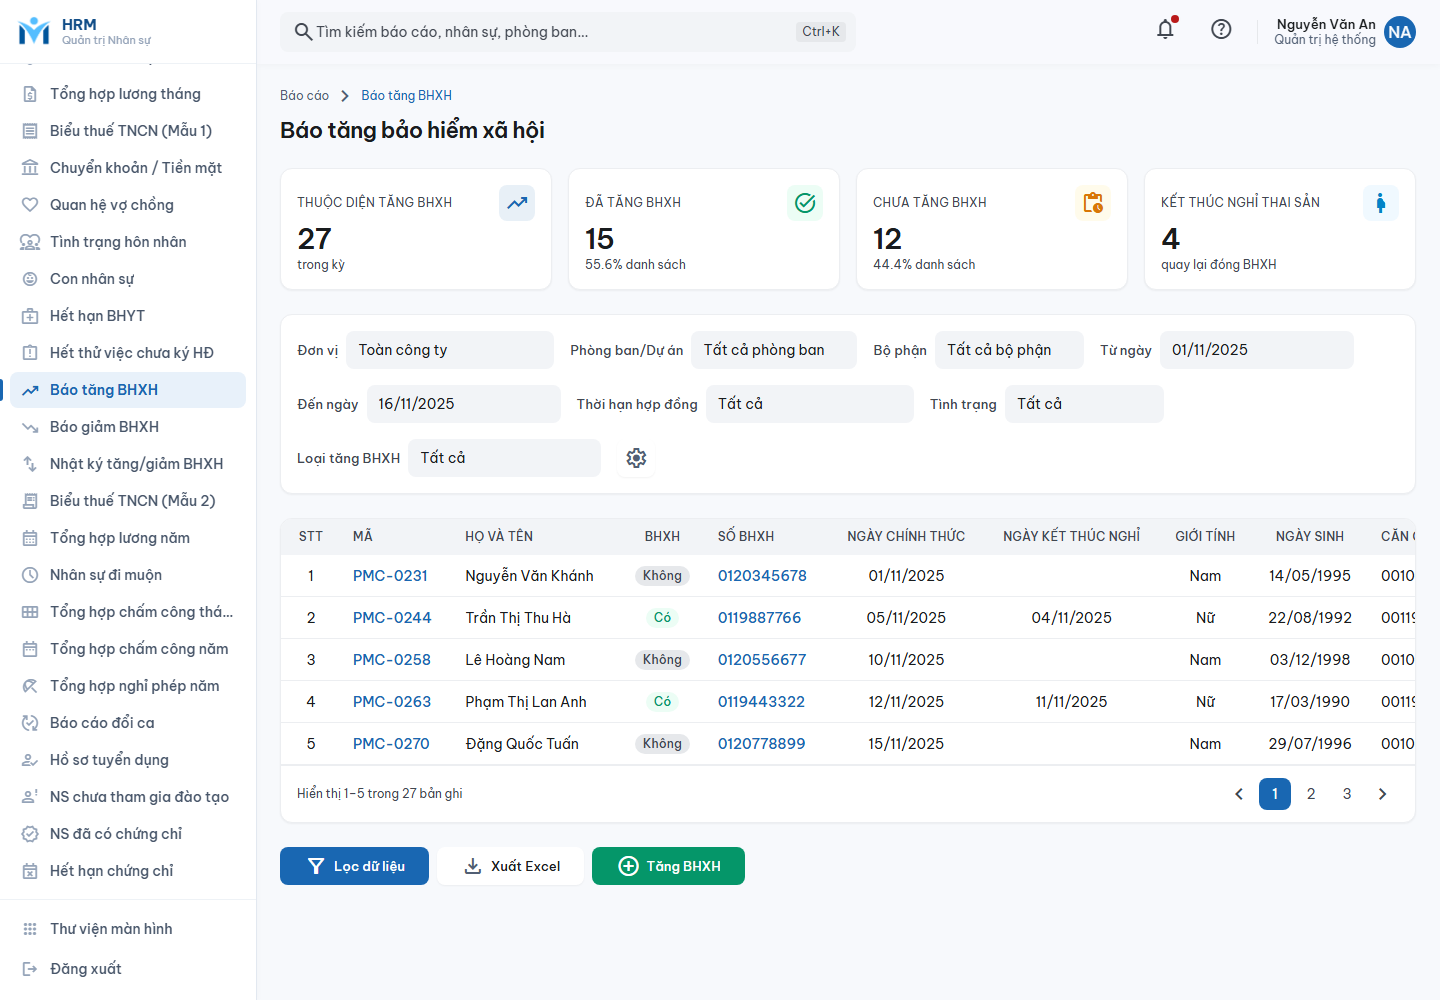 HRM
Quản trị Nhân sự
Tổng hợp lương tháng
Biểu thuế TNCN (Mẫu 1)
Chuyển khoản / Tiền mặt
Quan hệ vợ chồng
Tình trạng hôn nhân
Con nhân sự
Hết hạn BHYT
Hết thử việc chưa ký HĐ
Báo tăng BHXH
Báo giảm BHXH
Nhật ký tăng/giảm BHXH
Biểu thuế TNCN (Mẫu 2)
Tổng hợp lương năm
Nhân sự đi muộn
Tổng hợp chấm công thá...
Tổng hợp chấm công năm
Tổng hợp nghỉ phép năm
Báo cáo đổi ca
Hồ sơ tuyển dụng
NS chưa tham gia đào tạo
NS đã có chứng chỉ
Hết hạn chứng chỉ
Thư viện màn hình
Đăng xuất
Tìm kiếm báo cáo, nhân sự, phòng ban... Ctrl+K
Nguyễn Văn An
Quản trị hệ thống
NA
Báo cáo Báo tăng BHXH
Báo tăng bảo hiểm xã hội
THUỘC DIỆN TĂNG BHXH
27
trong kỳ
ĐÃ TĂNG BHXH
15
55.6% danh sách
CHƯA TĂNG BHXH
12
44.4% danh sách
KẾT THÚC NGHỈ THAI SẢN
4
quay lại đóng BHXH
Đơn vị Toàn công ty Phòng ban/Dự án Tất cả phòng ban Bộ phận Tất cả bộ phận Từ ngày 01/11/2025
Đến ngày 16/11/2025 Thời hạn hợp đồng Tất cả Tình trạng Tất cả
Loại tăng BHXH Tất cả
STT MÃ HỌ VÀ TÊN BHXH SỐ BHXH NGÀY CHÍNH THỨC NGÀY KẾT THÚC NGHỈ GIỚI TÍNH NGÀY SINH CĂN
1 PMC-0231 Nguyễn Văn Khánh Không 0120345678 01/11/2025 Nam 14/05/1995 0010
2 PMC-0244 Trần Thị Thu Hà Có 0119887766 05/11/2025 04/11/2025 Nữ 22/08/1992 00119
3 PMC-0258 Lê Hoàng Nam Không 0120556677 10/11/2025 Nam 03/12/1998 0010
4 PMC-0263 Phạm Thị Lan Anh Có 0119443322 12/11/2025 11/11/2025 Nữ 17/03/1990 00119
5 PMC-0270 Đặng Quốc Tuấn Không 0120778899 15/11/2025 Nam 29/07/1996 0010
Hiển thị 1–5 trong 27 bản ghi
1 2 3
Lọc dữ liệu Xuất Excel Tăng BHXH